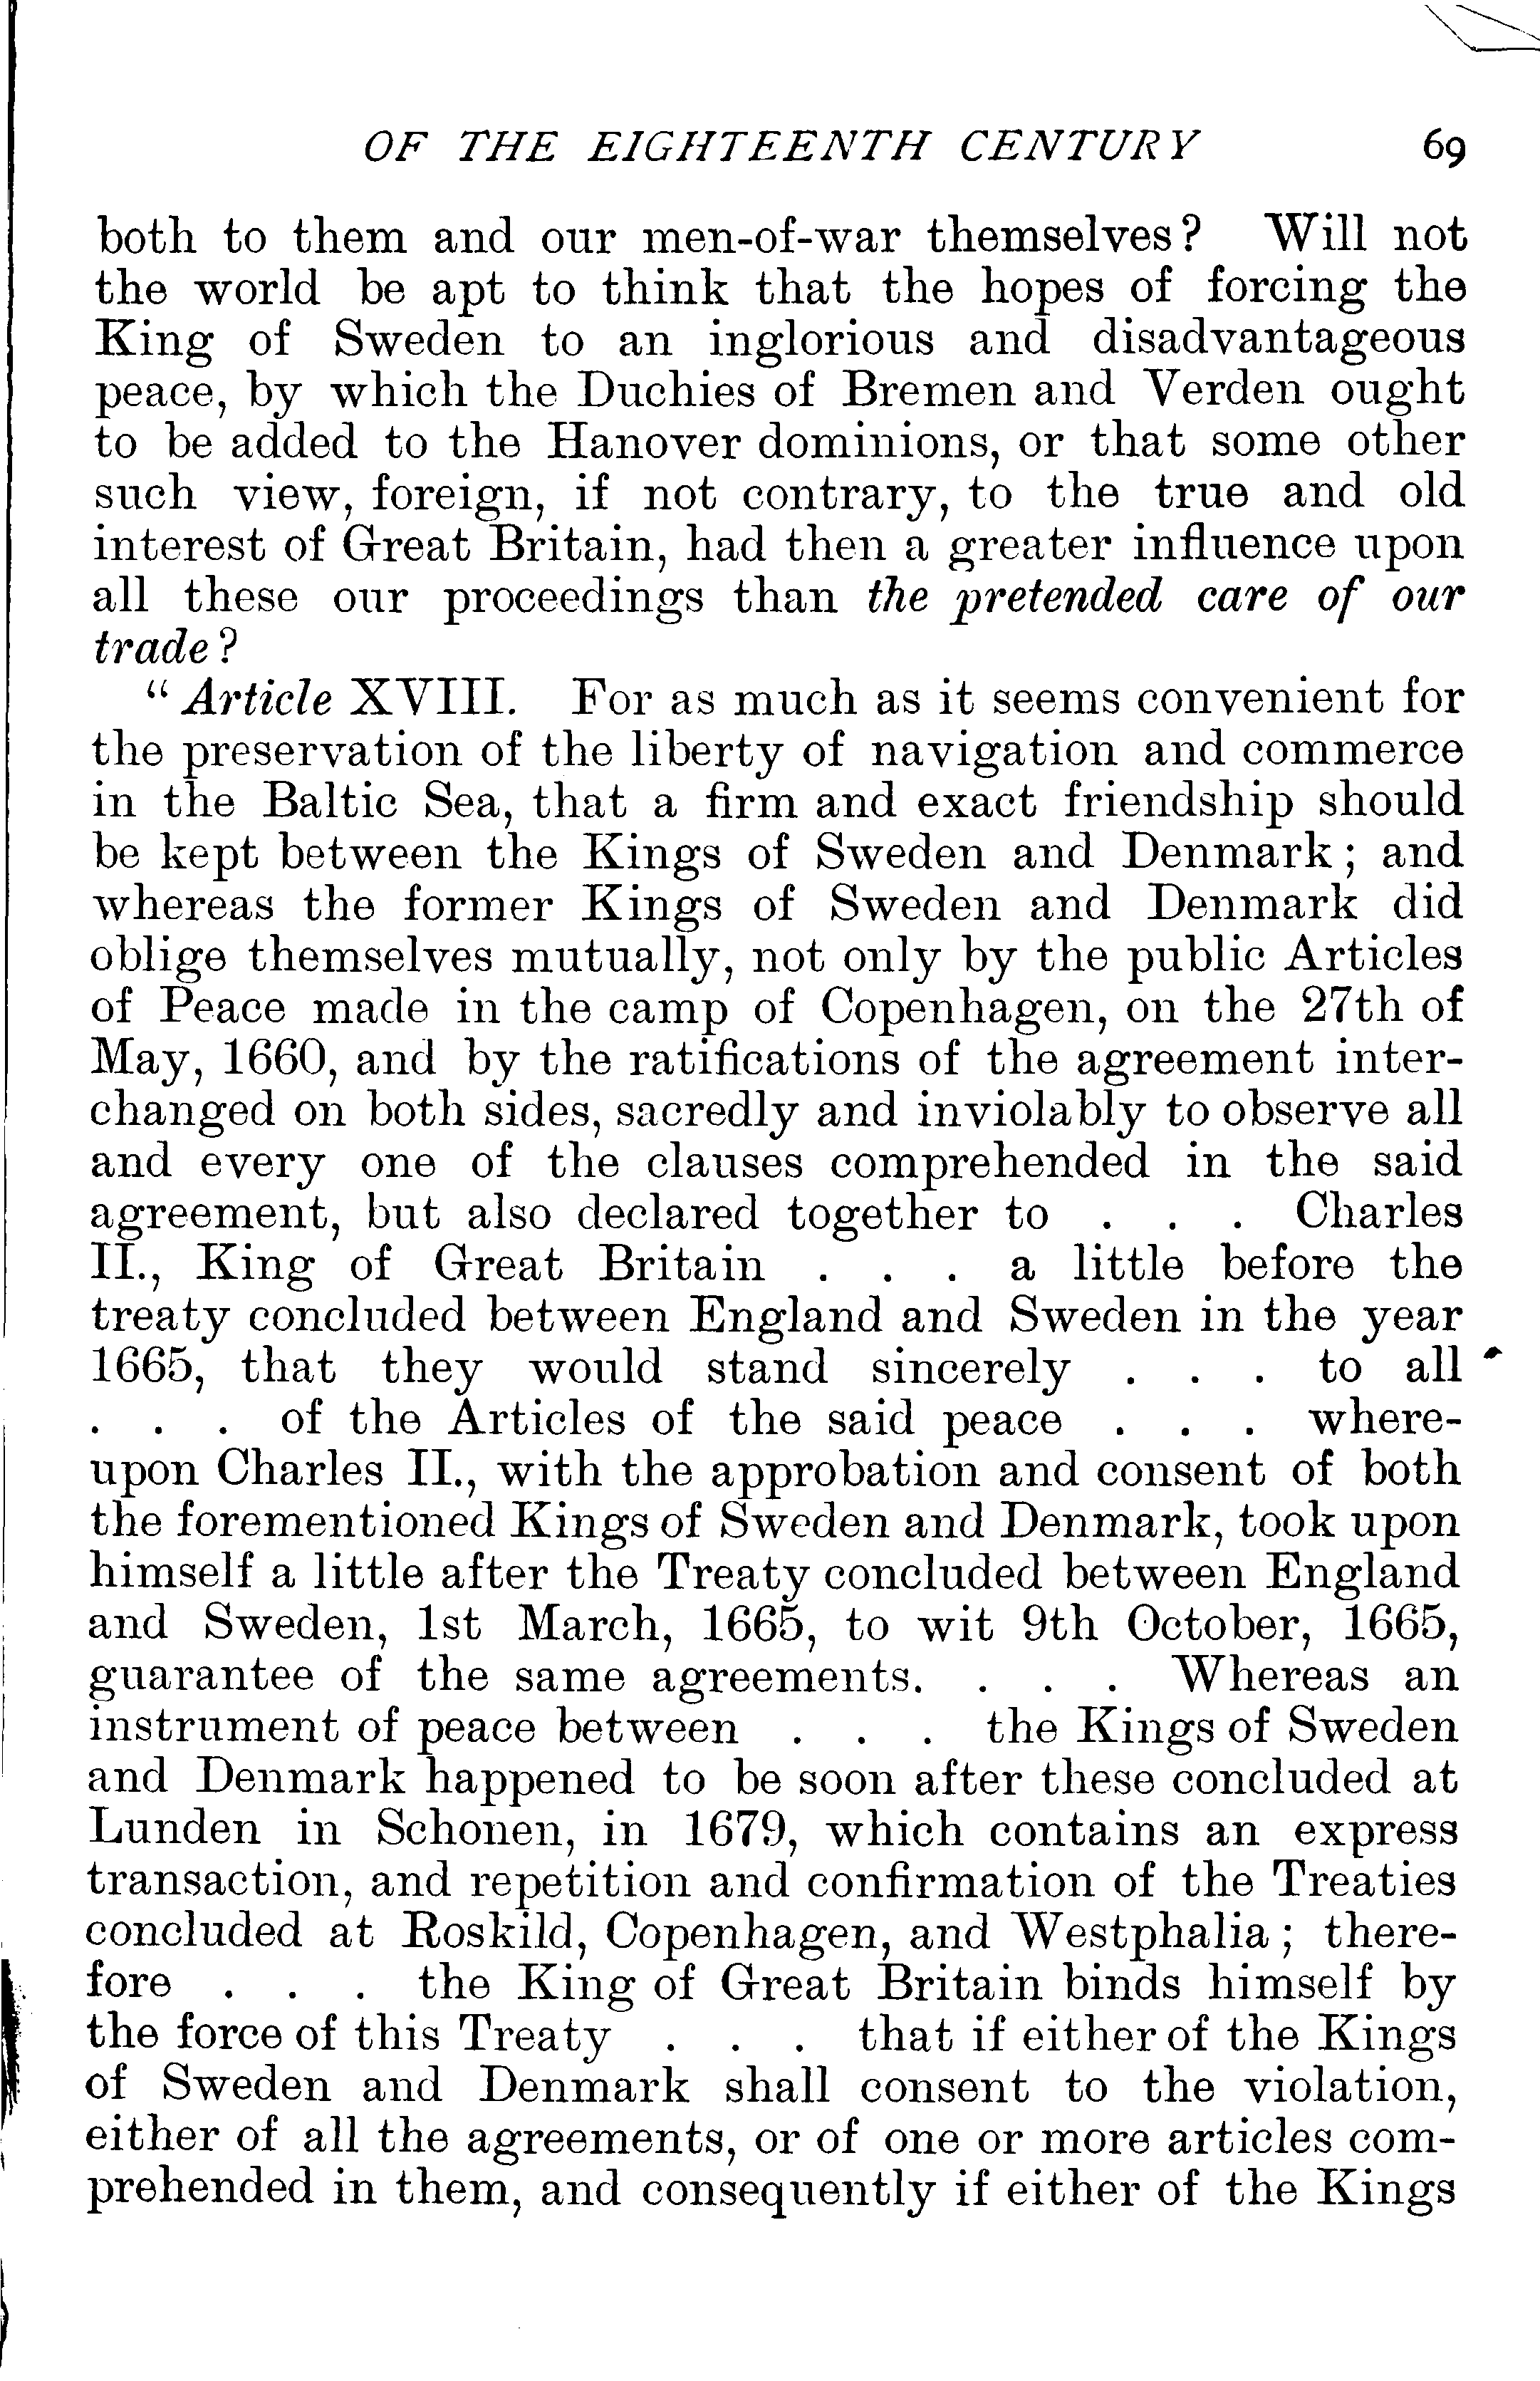 OF THE EIGHTEENTH CENTURY 69
both to them and our men-of-war themselves? Will not
the world be apt to think that the hopes of forcing the
King of Sweden to an inglorious and disadvantageous
peace, by which the Duchies of Bremen and Verden ought
to be added to the Hanover dominions, or that some other
such view, foreign, if not contrary, to the true and old
interest of Great Britain, had then a greater influence upon
all these our proceedings than the pretended care of our
trade?
“Article XVIII. For as much as it seems convenient for
the preservation of the liberty of navigation and commerce
in the Baltic Sea, that a firm and exact friendship should
be kept between the Kings of Sweden and Denmark; and
whereas the former Kings of Sweden and Denmark did
oblige themselves mutually, not only by the public Articles
of Peace made in the camp of Copenhagen, on the 27th of
May, 1660, and by the ratifications of the agreement inter-
changed on both sides, sacredly and inviolably to observe all
and every one of the clauses comprehended in the said
agreement, but also declared together to . . . Charles
II., King of Great Britain . . . a little before the
treaty concluded between England and Sweden in the year
1665, that they would stand sincerely . . . to all
. . . of the Articles of the said peace . . . where-
upon Charles II., with the approbation and consent of both
the forementioned Kings of Sweden and Denmark, took upon
himself a little after the Treaty concluded between England
and Sweden, 1st March, 1665, to wit 9th October, 1665,
guarantee of the same agreements. . . . Whereas an
instrument of peace between . . . the Kings of Sweden
and Denmark happened to be soon after these concluded at
Lunden in Schonen, in 1679, which contains an express
transaction, and repetition and confirmation of the Treaties
concluded at Roskild, Copenhagen, and Westphalia; there-
fore . . . the King of Great Britain binds himself by
the force of this Treaty . . . that if either of the Kings
of Sweden and Denmark shall consent to the violation,
either of all the agreements, or of one or more articles com-
prehended in them, and consequently if either of the Kings